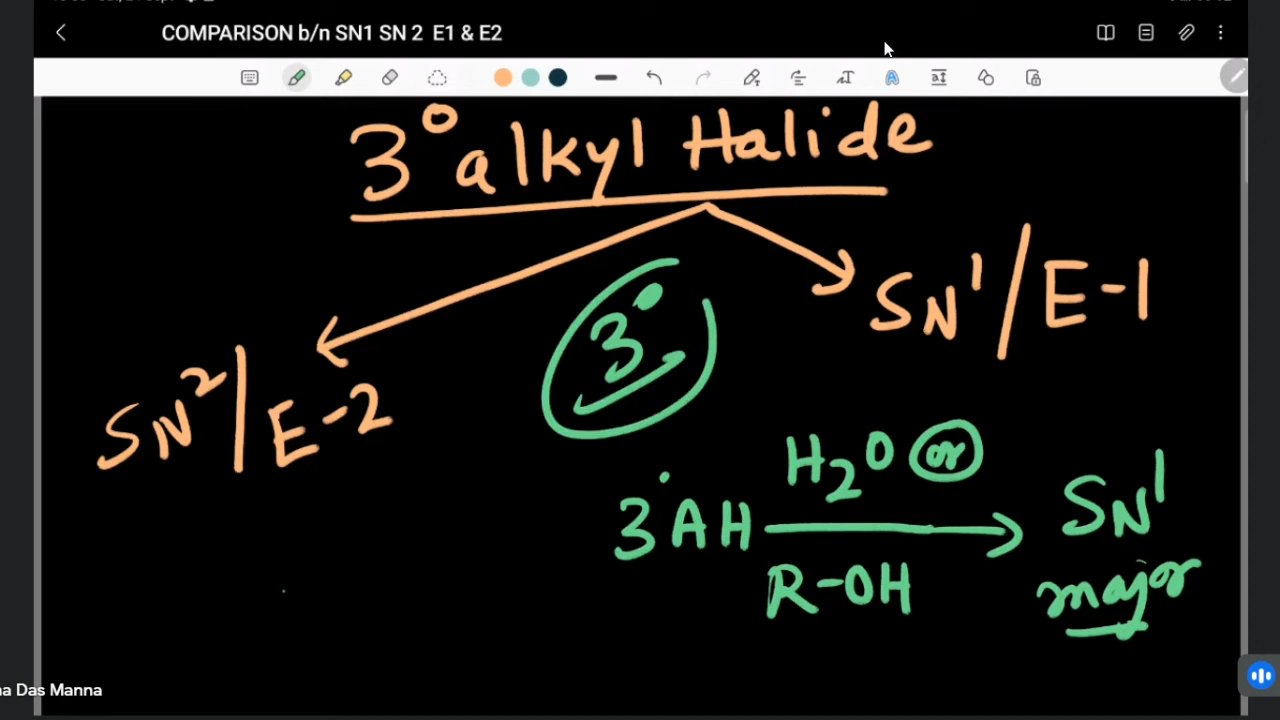 COMPARISON b/n SN1 SN 2 E1 & E2
3° alkyl Halide
SN¹/E-1
3°
SN²/E-2
H2O or
3° AH → SN¹
R-OH major
Das Manna